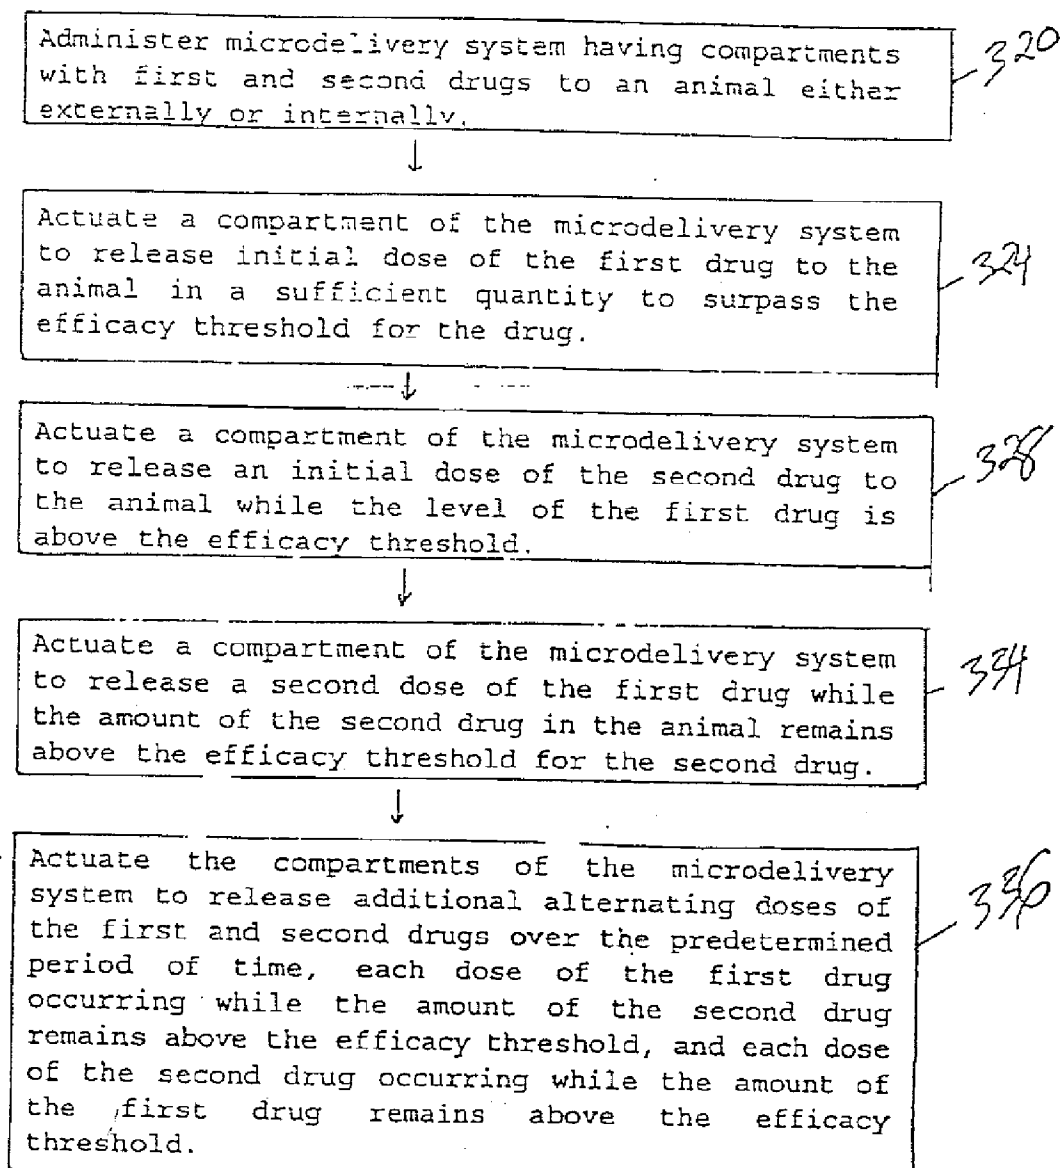 Administer microdelivery system having compartments
with first and second drugs to an animal either
externally or internally.
320
Actuate a compartment of the microdelivery system
to release initial dose of the first drug to the
animal in a sufficient quantity to surpass the
efficacy threshold for the drug.
324
Actuate a compartment of the microdelivery system
to release an initial dose of the second drug to
the animal while the level of the first drug is
above the efficacy threshold.
328
Actuate a compartment of the microdelivery system
to release a second dose of the first drug while
the amount of the second drug in the animal remains
above the efficacy threshold for the second drug.
334
Actuate the compartments of the microdelivery
system to release additional alternating doses of
the first and second drugs over the predetermined
period of time, each dose of the first drug
occurring while the amount of the second drug
remains above the efficacy threshold, and each dose
of the second drug occurring while the amount of
the first drug remains above the efficacy
threshold.
336